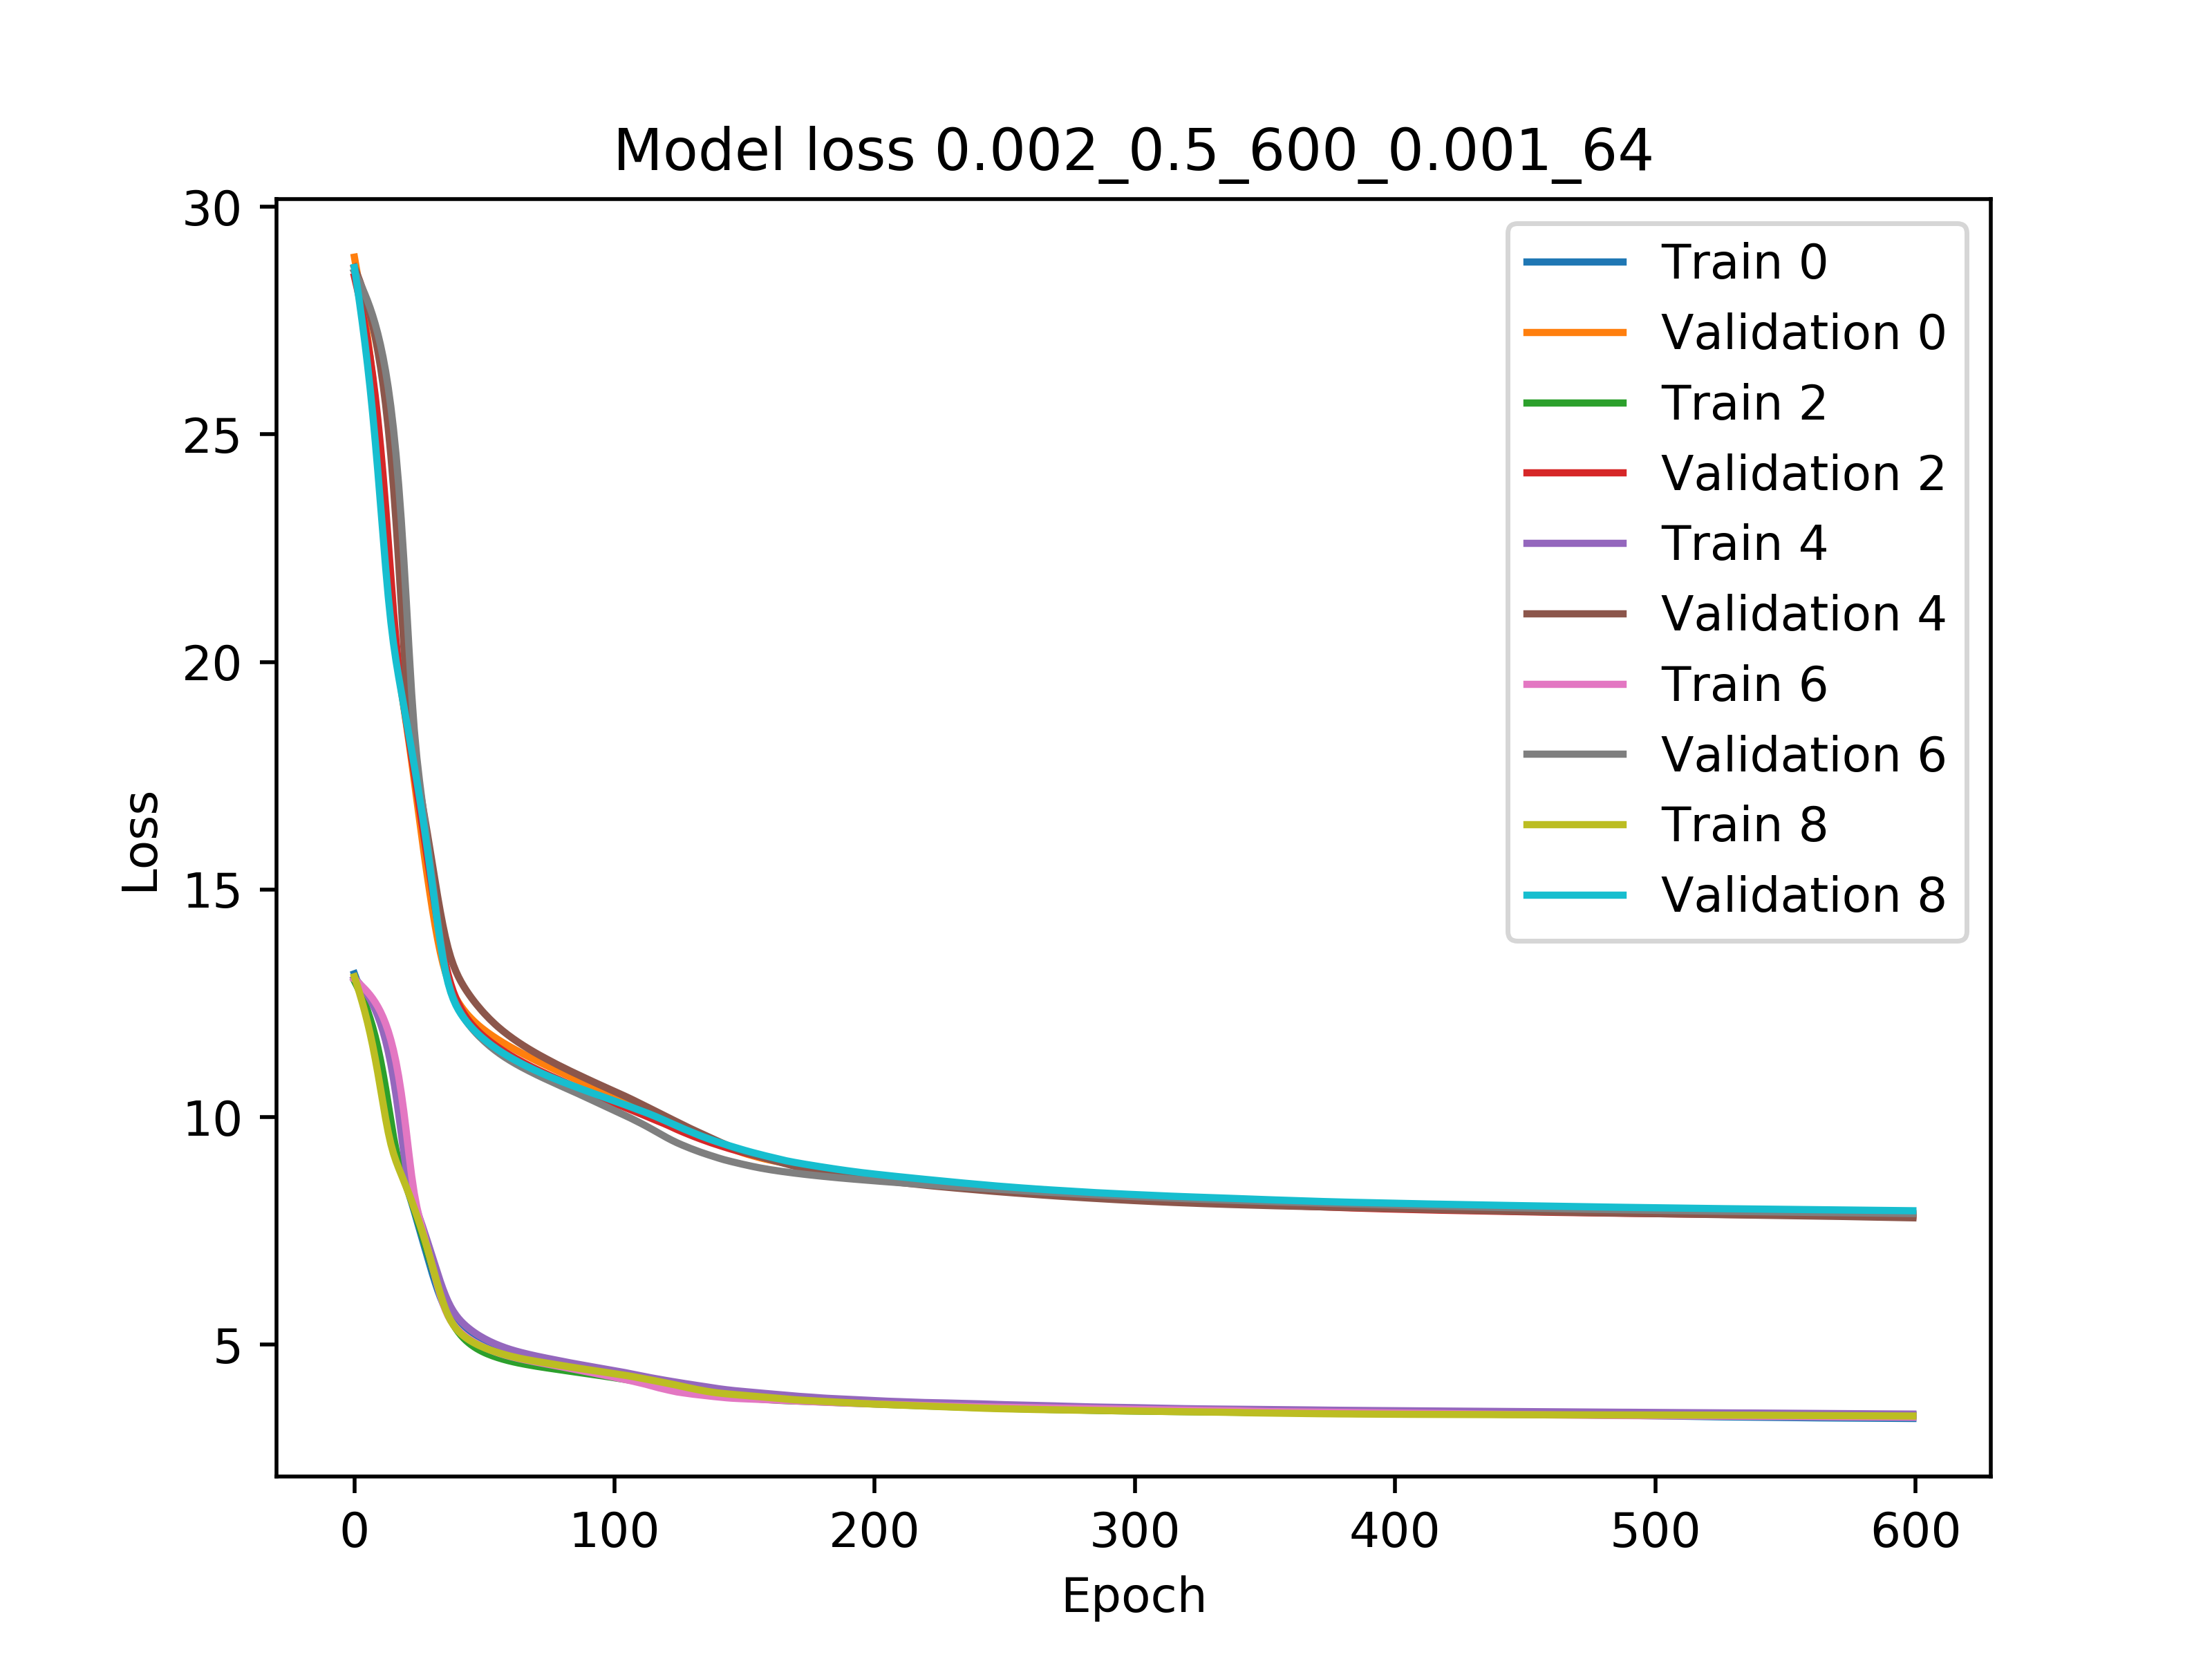 Model loss 0.002_0.5_600_0.001_64
30
25
20
15
10
5
Loss
Train 0
Validation 0
Train 2
Validation 2
Train 4
Validation 4
Train 6
Validation 6
Train 8
Validation 8
0 100 200 300 400 500 600
Epoch